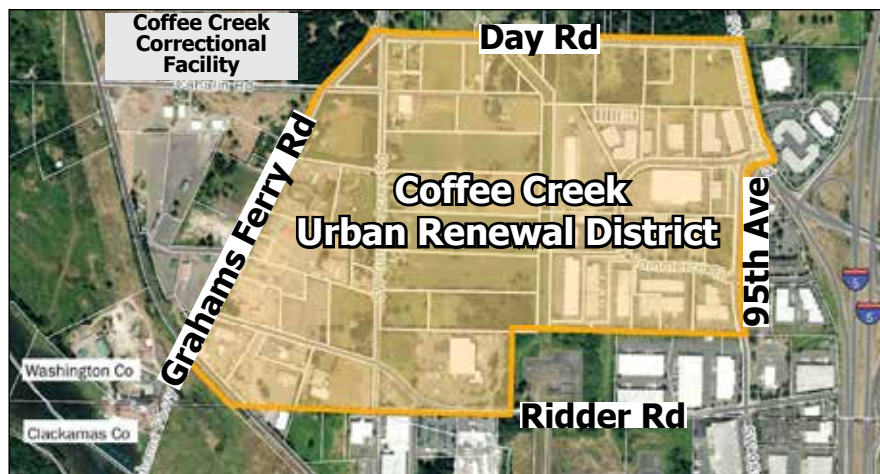 Coffee Creek
Correctional
Facility
Day Rd
Grahams Ferry Rd
Coffee Creek
Urban Renewal District
95th Ave
5
5
Washington Co
Clackamas Co
Ridder Rd